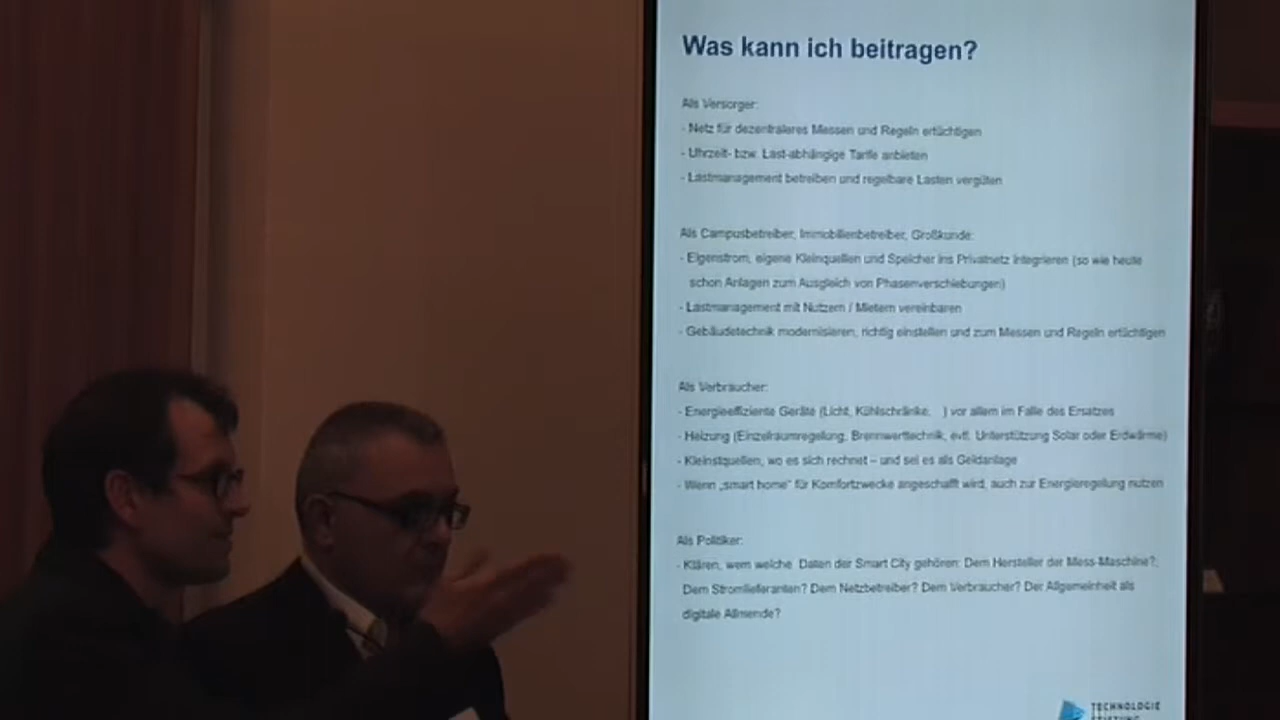 Was kann ich beitragen?
Als Versorger:
- Netz für dezentraleres Messen und Regeln ertüchtigen
- Uhrzeit- bzw. Last-abhängige Tarife anbieten
- Lastmanagement betreiben und regelbare Lasten vergüten
Als Campusbetreiber, Immobilienbetreiber, Großkunde:
- Eigenstrom, eigene Kleinquellen und Speicher ins Privatnetz integrieren (so wie heute
schon Anlagen zum Ausgleich von Phasenverschiebungen)
- Lastmanagement mit Nutzern / Mietern vereinbaren
- Gebäudetechnik modernisieren, richtig einstellen und zum Messen und Regeln ertüchtigen
Als Verbraucher:
- Energieeffiziente Geräte (Licht, Kühlschränke, ) vor allem im Falle des Ersatzes
- Heizung (Einzelraumregelung, Brennwerttechnik, evtl. Unterstützung Solar oder Erdwärme)
- Kleinstquellen, wo es sich rechnet – und sei es als Geldanlage
- Wenn „smart home" für Komfortzwecke angeschafft wird, auch zur Energieregelung nutzen
Als Politiker:
- Klären, wem welche Daten der Smart City gehören: Dem Hersteller der Mess-Maschine?
Dem Stromlieferanten? Dem Netzbetreiber? Dem Verbraucher? Der Allgemeinheit als
digitale Allmende?
TECHNOLOGIE
STIFTUNG